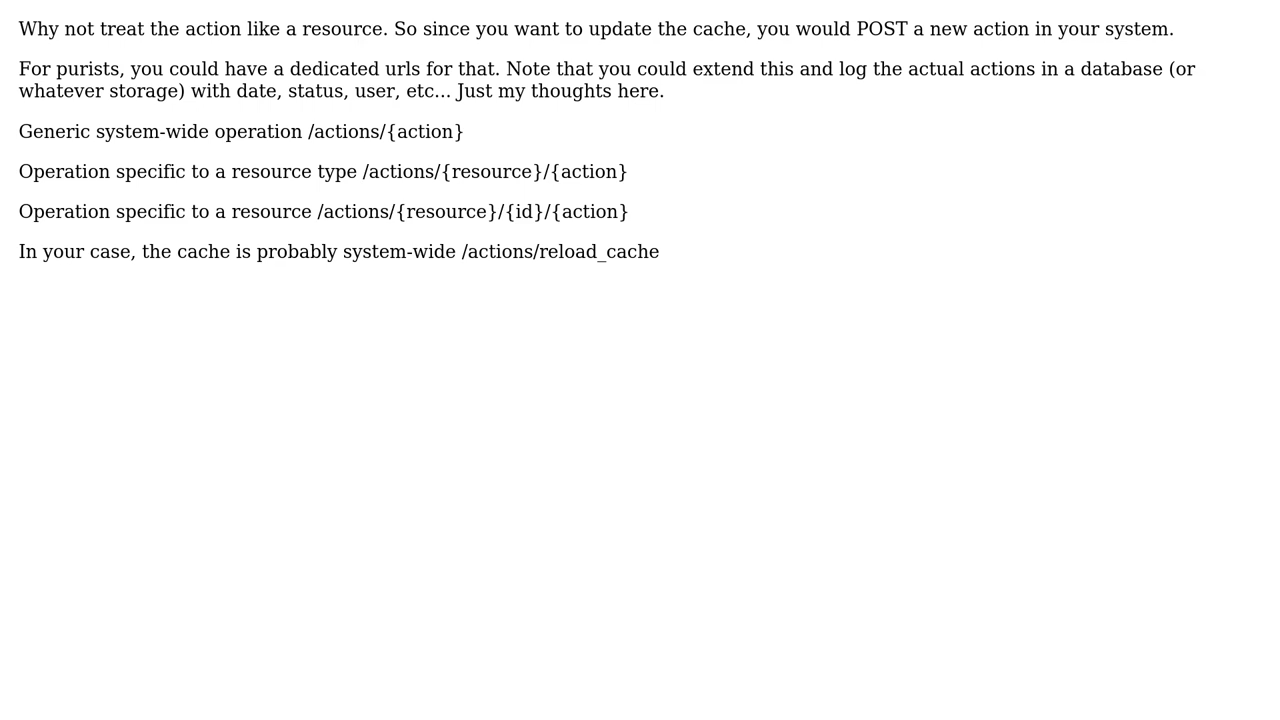 Why not treat the action like a resource. So since you want to update the cache, you would POST a new action in your system.
For purists, you could have a dedicated urls for that. Note that you could extend this and log the actual actions in a database (or
whatever storage) with date, status, user, etc... Just my thoughts here.
Generic system-wide operation /actions/{action}
Operation specific to a resource type /actions/{resource}/{action}
Operation specific to a resource /actions/{resource}/{id}/{action}
In your case, the cache is probably system-wide /actions/reload_cache